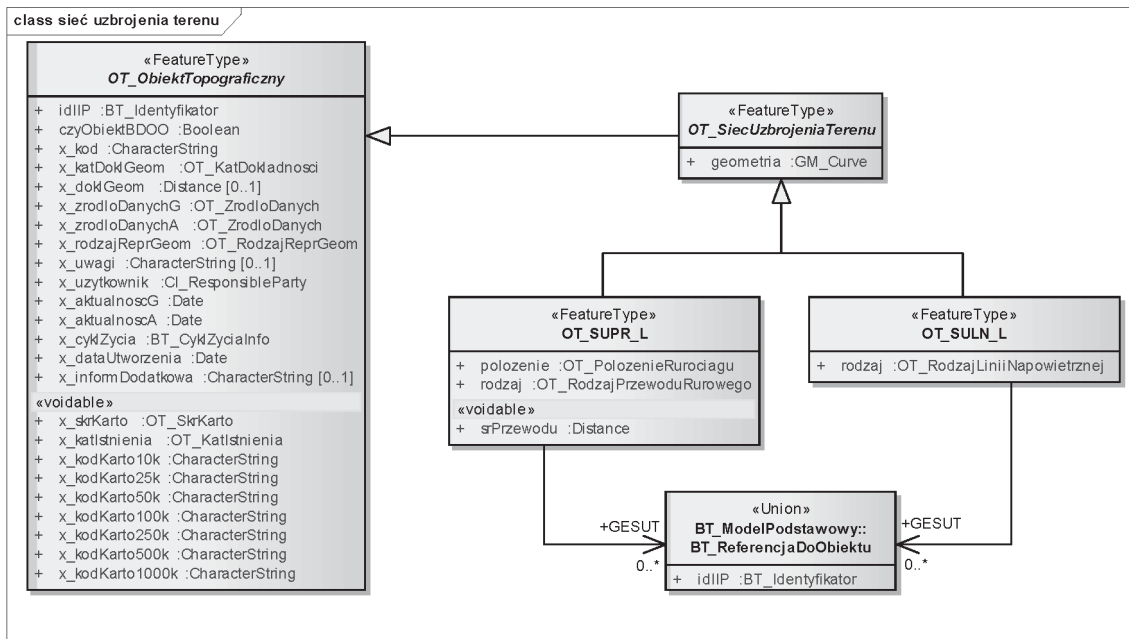 class sieć uzbrojenia terenu
«FeatureType»
OT_ObiektTopograficzny
+ idIIP :BT_Identyfikator
+ czyObiektBDOO :Boolean
+ x_kod :CharacterString
+ x_katDoklGeom :OT_KatDokladnosci
+ x_doklGeom :Distance [0..1]
+ x_zrodloDanychG :OT_ZrodloDanych
+ x_zrodloDanychA :OT_ZrodloDanych
+ x_rodzajReprGeom :OT_RodzajReprGeom
+ x_uwagi :CharacterString [0..1]
+ x_uzytkownik :CI_ResponsibleParty
+ x_aktualnoscG :Date
+ x_aktualnoscA :Date
+ x_cyklZycia :BT_CyklZyciaInfo
+ x_dataUtworzenia :Date
+ x_informDodatkowa :CharacterString [0..1]
«voidable»
+ x_skrKarto :OT_SkrKarto
+ x_katIstnienia :OT_KatIstnienia
+ x_kodKarto10k :CharacterString
+ x_kodKarto25k :CharacterString
+ x_kodKarto50k :CharacterString
+ x_kodKarto100k :CharacterString
+ x_kodKarto250k :CharacterString
+ x_kodKarto500k :CharacterString
+ x_kodKarto1000k :CharacterString
«FeatureType»
OT_SiecUzbrojeniaTerenu
+ geometria :GM_Curve
«FeatureType»
OT_SUPR_L
+ polozenie :OT_PolozenieRurociagu
+ rodzaj :OT_RodzajPrzewoduRurowego
«voidable»
+ srPrzewodu :Distance
«FeatureType»
OT_SULN_L
+ rodzaj :OT_RodzajLiniiNapowietrznej
+GESUT
0..*
+GESUT
0..*
«Union»
BT_ModelPodstawowy::
BT_ReferencjaDoObiektu
+ idIIP :BT_Identyfikator